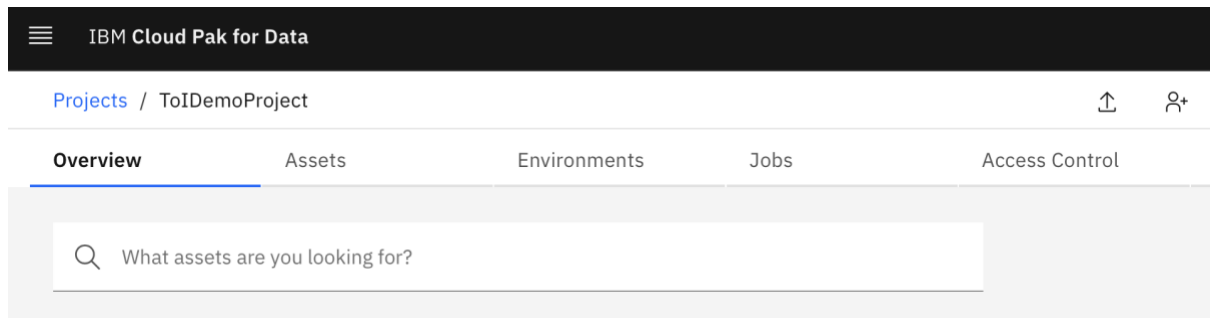 IBM Cloud Pak for Data
Projects / ToIDemoProject
Overview Assets Environments Jobs Access Control
What assets are you looking for?